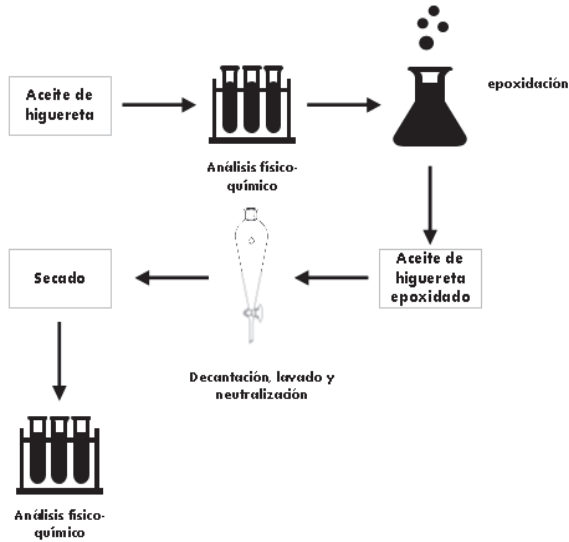 Aceite de
higuereta
Análisis físico-
químico
epoxidación
Aceite de
higuereta
epoxidado
Decantación, lavado y
neutralización
Secado
Análisis físico-
químico